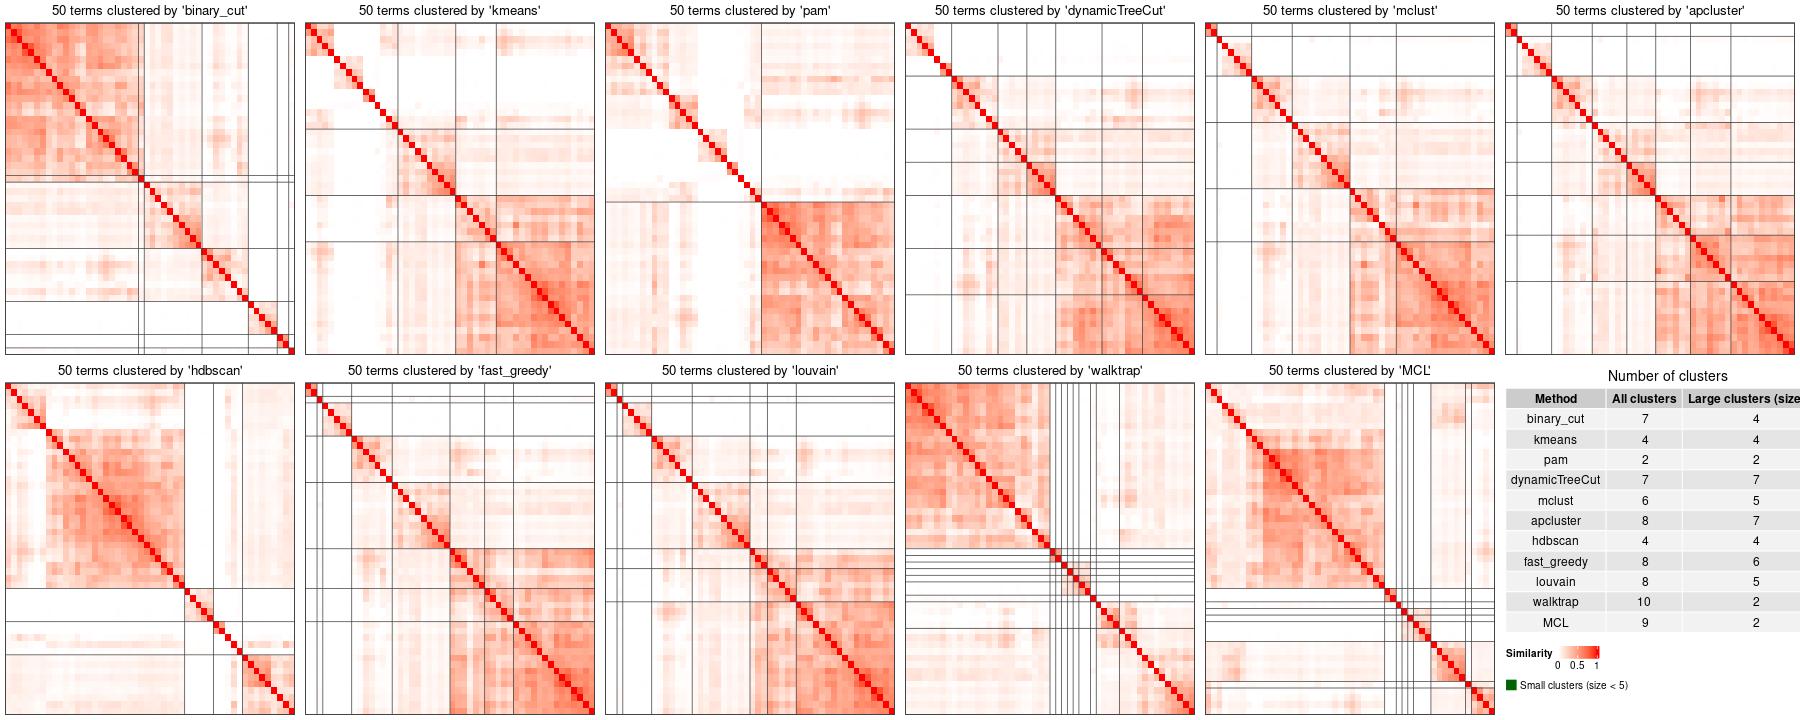 50 terms clustered by 'binary_cut'
50 terms clustered by 'kmeans'
50 terms clustered by 'pam'
50 terms clustered by 'dynamicTreeCut'
50 terms clustered by 'mclust'
50 terms clustered by 'apcluster'
50 terms clustered by 'hdbscan'
50 terms clustered by 'fast_greedy'
50 terms clustered by 'louvain'
50 terms clustered by 'walktrap'
50 terms clustered by 'MCL'
Number of clusters
Method All clusters Large clusters (size
binary_cut 7 4
kmeans 4 4
pam 2 2
dynamicTreeCut 7 7
mclust 6 5
apcluster 8 7
hdbscan 4 4
fast_greedy 8 6
louvain 8 5
walktrap 10 2
MCL 9 2
Similarity
0 0.5 1
Small clusters (size < 5)